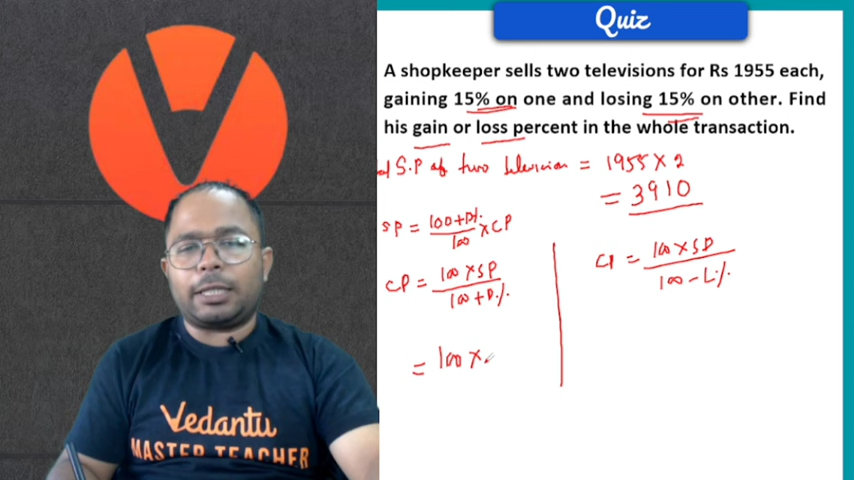 Quiz
A shopkeeper sells two televisions for Rs 1955 each,
gaining 15% on one and losing 15% on other. Find
his gain or loss percent in the whole transaction.
S.P of two television = 1955 × 2
= 3910
SP = 100+P% / 100 × CP
CP = 100 × SP / 100 + P.%
CP = 100 × SP / 100 - L%
= 100 ×
Vedantu
MASTER TEACHER